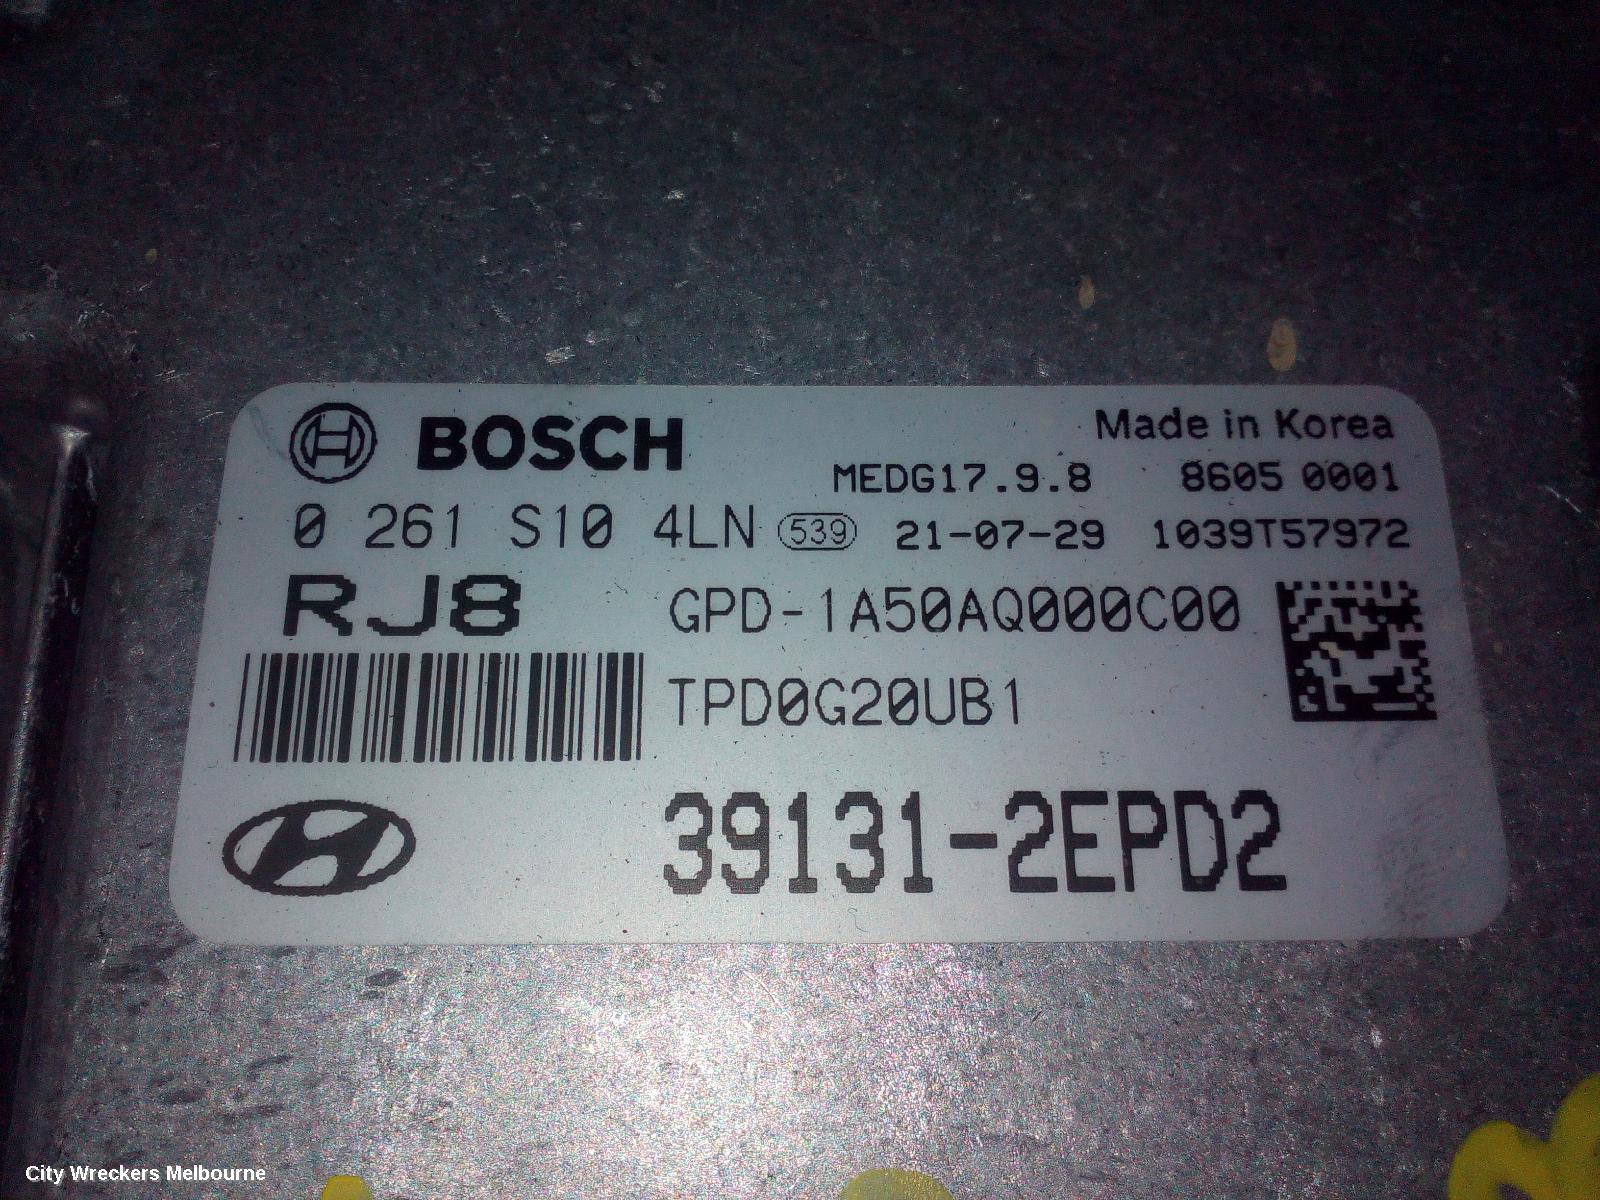 BOSCH
Made in Korea
MEDG17.9.8 8605 0001
0 261 S10 4LN 539 21-07-29 1039T57972
RJ8 GPD-1A50AQ000C00
TPD0G20UB1
39131-2EPD2
City Wreckers Melbourne